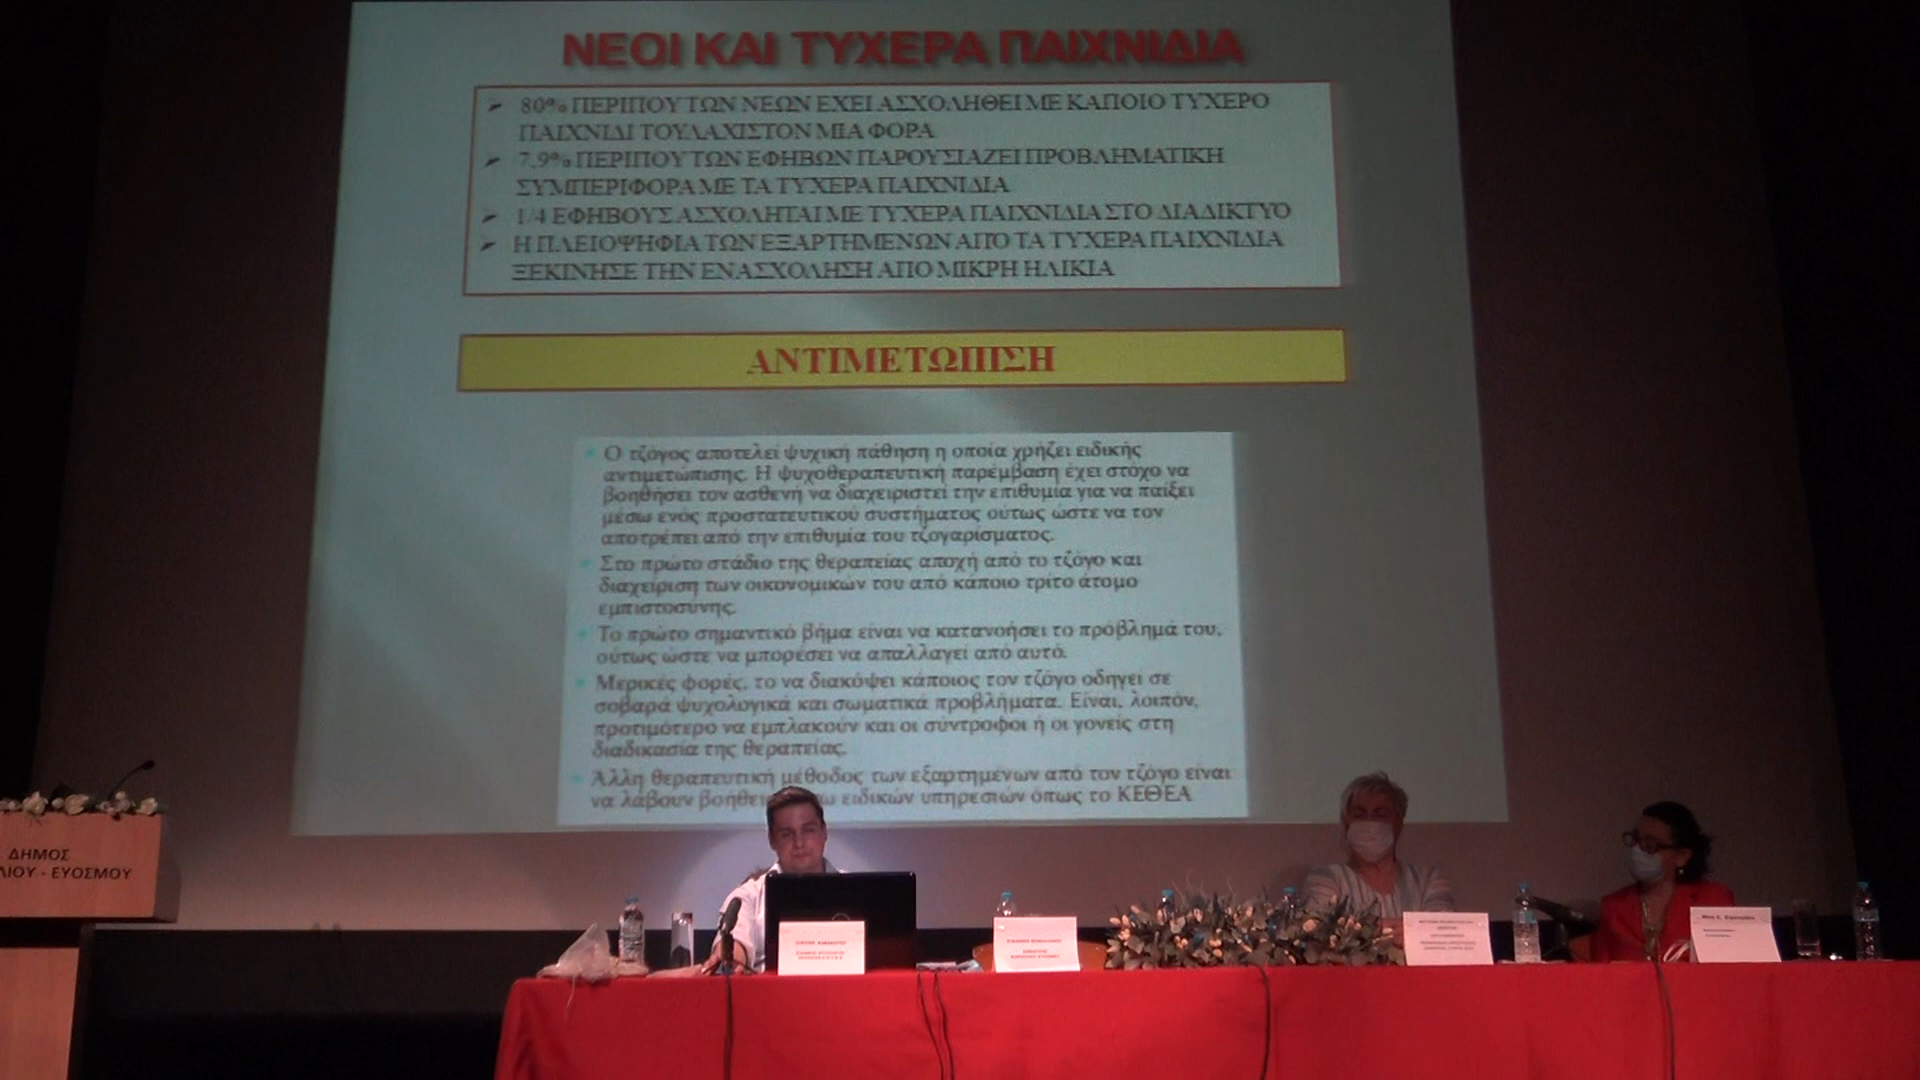 ΝΕΟΙ ΚΑΙ ΤΥΧΕΡΑ ΠΑΙΧΝΙΔΙΑ
➢ 80% ΠΕΡΙΠΟΥ ΤΩΝ ΝΕΩΝ ΕΧΕΙ ΑΣΧΟΛΗΘΕΙ ΜΕ ΚΑΠΟΙΟ ΤΥΧΕΡΟ
ΠΑΙΧΝΙΔΙ ΤΟΥΛΑΧΙΣΤΟΝ ΜΙΑ ΦΟΡΑ
➢ 7,9% ΠΕΡΙΠΟΥ ΤΩΝ ΕΦΗΒΩΝ ΠΑΡΟΥΣΙΑΖΕΙ ΠΡΟΒΛΗΜΑΤΙΚΗ
ΣΥΜΠΕΡΙΦΟΡΑ ΜΕ ΤΑ ΤΥΧΕΡΑ ΠΑΙΧΝΙΔΙΑ
➢ 1/4 ΕΦΗΒΟΥΣ ΑΣΧΟΛΗΤΑΙ ΜΕ ΤΥΧΕΡΑ ΠΑΙΧΝΙΔΙΑ ΣΤΟ ΔΙΑΔΙΚΤΥΟ
➢ Η ΠΛΕΙΟΨΗΦΙΑ ΤΩΝ ΕΞΑΡΤΗΜΕΝΩΝ ΑΠΟ ΤΑ ΤΥΧΕΡΑ ΠΑΙΧΝΙΔΙΑ
ΞΕΚΙΝΗΣΕ ΤΗΝ ΕΝΑΣΧΟΛΗΣΗ ΑΠΟ ΜΙΚΡΗ ΗΛΙΚΙΑ
ΑΝΤΙΜΕΤΩΠΙΣΗ
Ο τζόγος αποτελεί ψυχική πάθηση η οποία χρήζει ειδικής
αντιμετώπισης. Η ψυχοθεραπευτική παρέμβαση έχει στόχο να
βοηθήσει τον ασθενή να διαχειριστεί την επιθυμία για να παίξει
μέσω ενός προστατευτικού συστήματος ούτως ώστε να τον
αποτρέπει από την επιθυμία του τζογαρίσματος.
Στο πρώτο στάδιο της θεραπείας αποχή από το τζόγο και
διαχείριση των οικονομικών του από κάποιο τρίτο άτομο
εμπιστοσύνης.
Το πρώτο σημαντικό βήμα είναι να κατανοήσει το πρόβλημά του,
ούτως ώστε να μπορέσει να απαλλαγεί από αυτό.
Μερικές φορές, το να διακόψει κάποιος τον τζόγο οδηγεί σε
σοβαρά ψυχολογικά και σωματικά προβλήματα. Είναι, λοιπόν,
προτιμότερο να εμπλακούν και οι σύντροφοι ή οι γονείς στη
διαδικασία της θεραπείας.
Άλλη θεραπευτική μέθοδος των εξαρτημένων από τον τζόγο είναι
να λάβουν ειδικών υπηρεσιών όπως το ΚΕΘΕΑ
ΔΗΜΟΣ
ΛΙΟΥ - ΕΥΟΣΜΟΥ